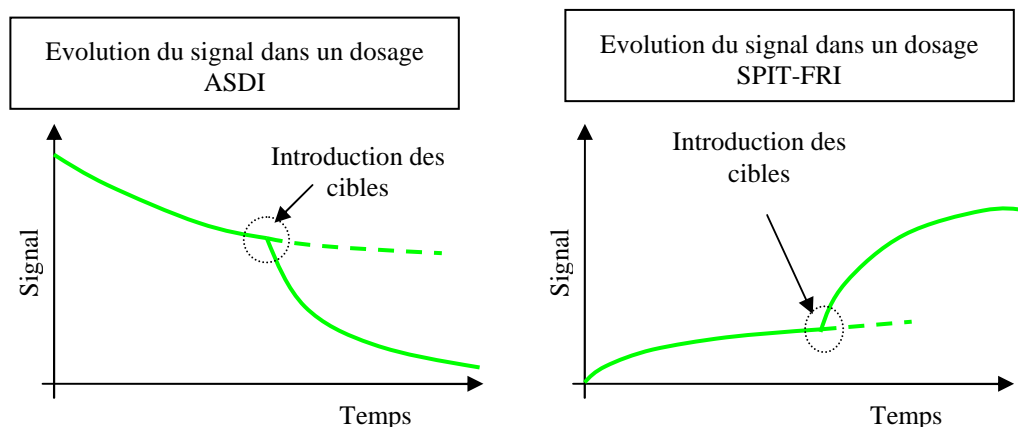 Evolution du signal dans un dosage
ASDI
Introduction des
cibles
Signal
Temps
Evolution du signal dans un dosage
SPIT-FRI
Introduction des
cibles
Signal
Temps